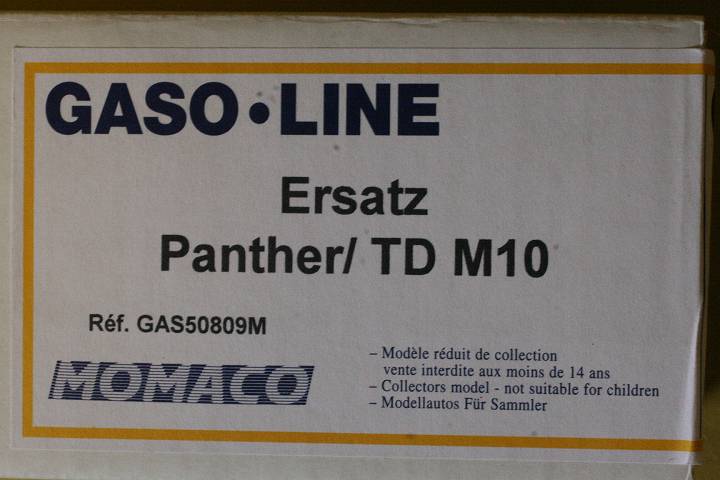 GASO•LINE
Ersatz
Panther/ TD M10
Réf. GAS50809M
MOMACO
– Modèle réduit de collection
vente interdite aux moins de 14 ans
– Collectors model - not suitable for children
– Modellautos Für Sammler